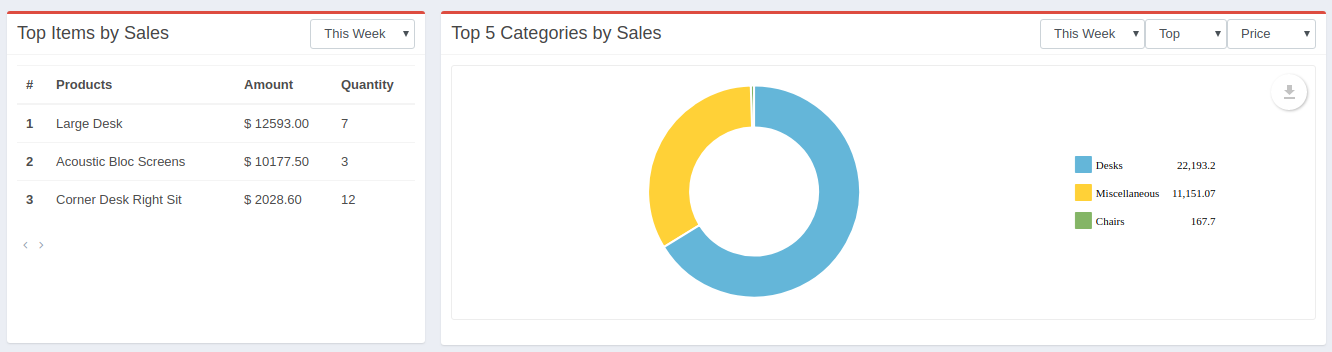 Top Items by Sales
This Week
# Products Amount Quantity
1 Large Desk $ 12593.00 7
2 Acoustic Bloc Screens $ 10177.50 3
3 Corner Desk Right Sit $ 2028.60 12
‹ ›
Top 5 Categories by Sales
This Week Top Price
Desks 22,193.2
Miscellaneous 11,151.07
Chairs 167.7